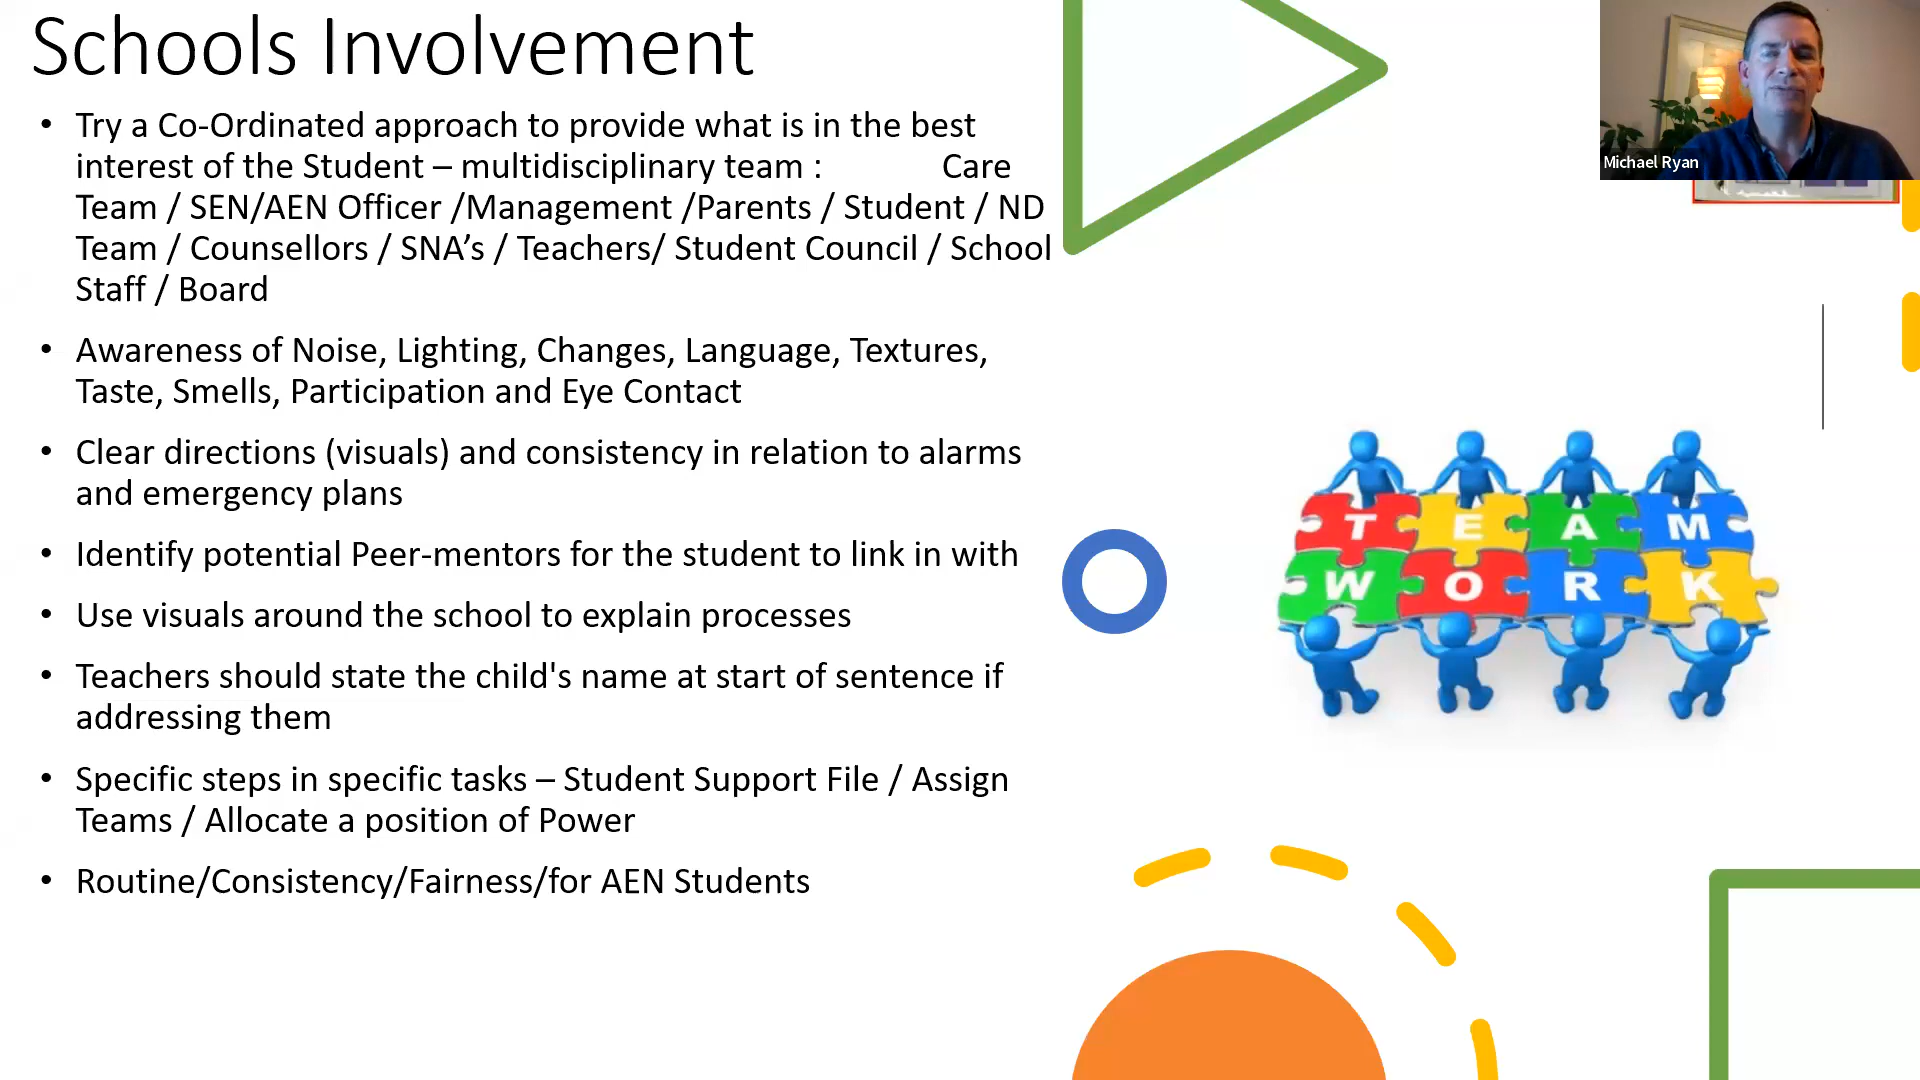 Schools Involvement
• Try a Co-Ordinated approach to provide what is in the best
interest of the Student – multidisciplinary team : Care
Team / SEN/AEN Officer /Management /Parents / Student / ND
Team / Counsellors / SNA’s / Teachers/ Student Council / School
Staff / Board
• Awareness of Noise, Lighting, Changes, Language, Textures,
Taste, Smells, Participation and Eye Contact
• Clear directions (visuals) and consistency in relation to alarms
and emergency plans
• Identify potential Peer-mentors for the student to link in with
• Use visuals around the school to explain processes
• Teachers should state the child's name at start of sentence if
addressing them
• Specific steps in specific tasks – Student Support File / Assign
Teams / Allocate a position of Power
• Routine/Consistency/Fairness/for AEN Students
Michael Ryan
TEAM
WORK